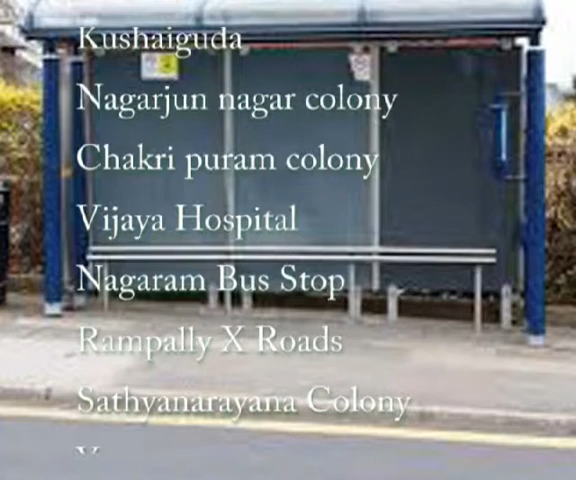 Kushaiguda
Nagarjun nagar colony
Chakri puram colony
Vijaya Hospital
Nagaram Bus Stop
Rampally X Roads
Sathyanarayana Colony